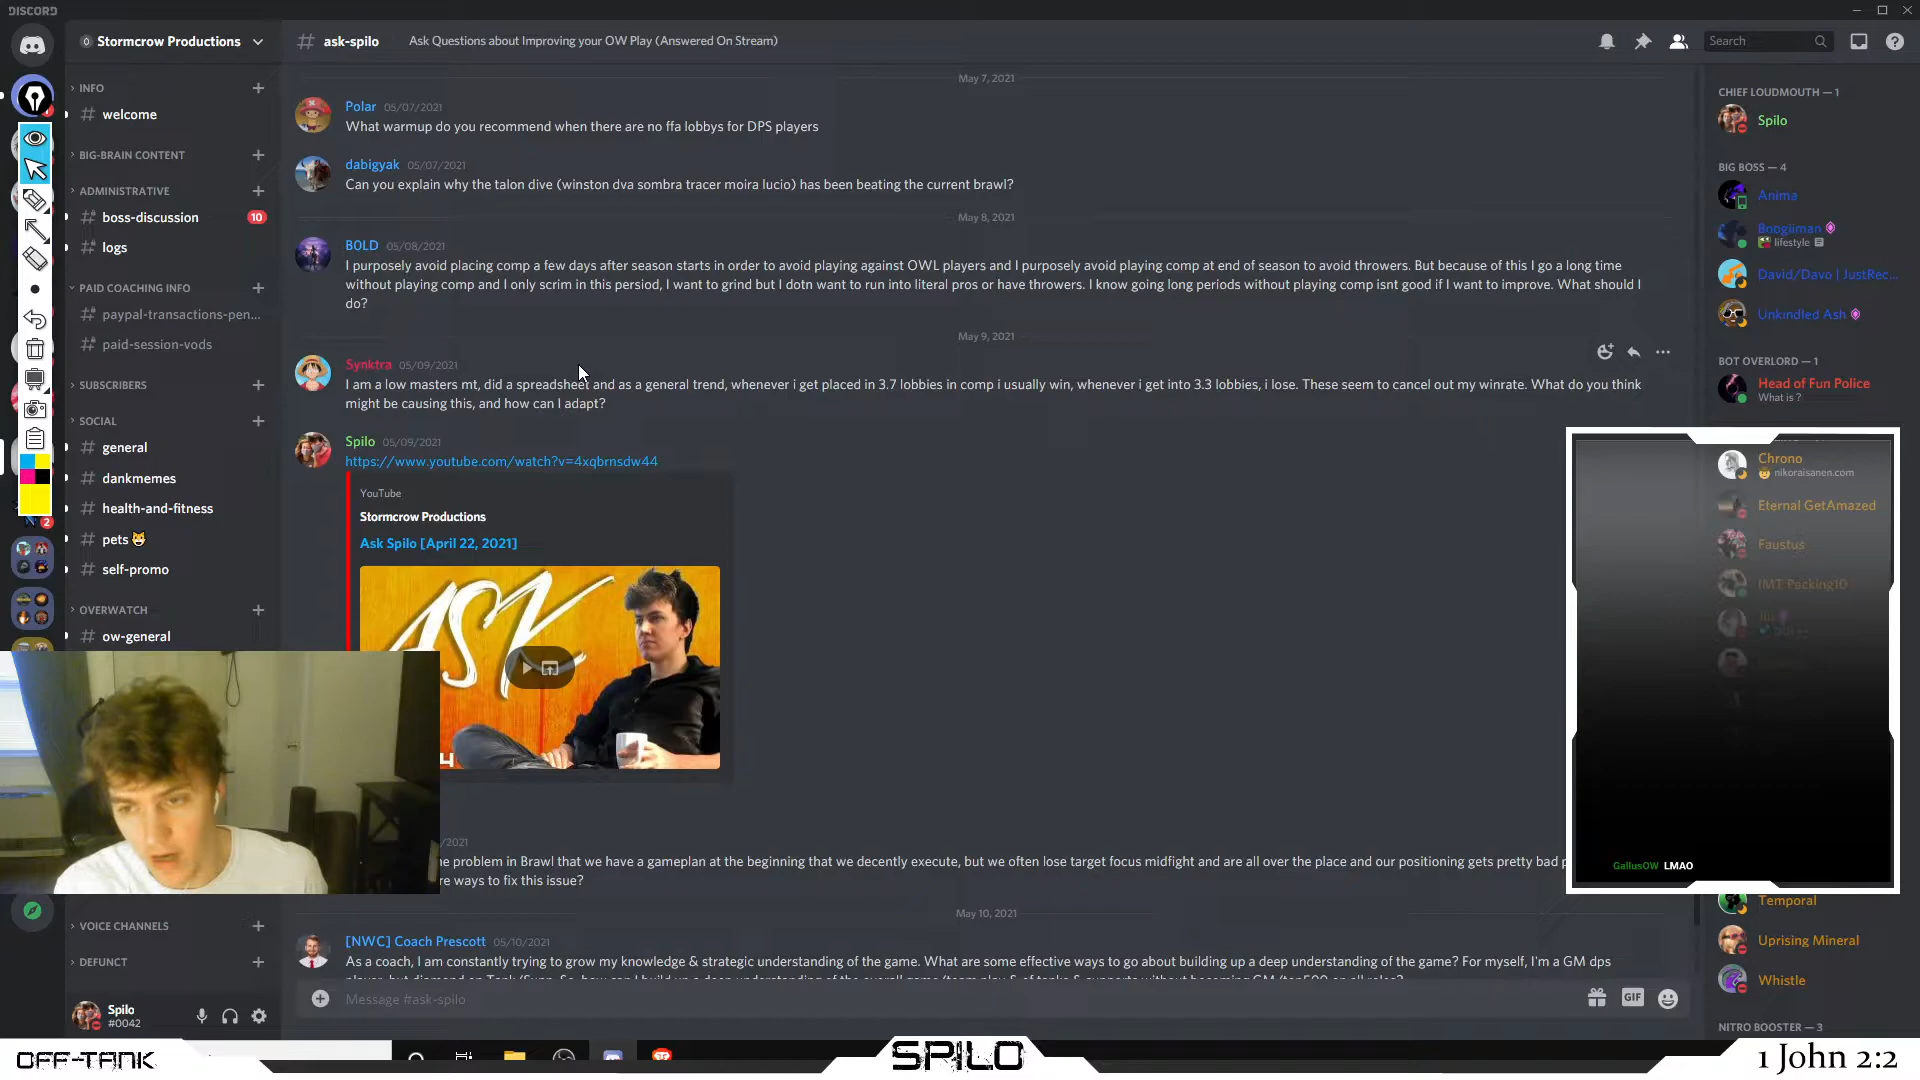 DISCORD
Stormcrow Productions
# ask-spilo
Ask Questions about Improving your OW Play (Answered On Stream)
Search
INFO
# welcome
BIG-BRAIN CONTENT
ADMINISTRATIVE
boss-discussion
10
logs
PAID COACHING INFO
paypal-transactions-pen...
paid-session-vods
SUBSCRIBERS
SOCIAL
# general
# dankmemes
# health-and-fitness
# pets
# self-promo
OVERWATCH
# ow-general
2
VOICE CHANNELS
DEFUNCT
Spilo
#0042
May 7, 2021
Polar 05/07/2021
What warmup do you recommend when there are no ffa lobbys for DPS players
dabigyak 05/07/2021
Can you explain why the talon dive (winston dva sombra tracer moira lucio) has been beating the current brawl?
May 8, 2021
B0LD 05/08/2021
I purposely avoid placing comp a few days after season starts in order to avoid playing against OWL players and I purposely avoid playing comp at end of season to avoid throwers. But because of this I go a long time
without playing comp and I only scrim in this persiod, I want to grind but I dotn want to run into literal pros or have throwers. I know going long periods without playing comp isnt good if I want to improve. What should I
do?
May 9, 2021
Synktra 05/09/2021
I am a low masters mt, did a spreadsheet and as a general trend, whenever i get placed in 3.7 lobbies in comp i usually win, whenever i get into 3.3 lobbies, i lose. These seem to cancel out my winrate. What do you think
might be causing this, and how can I adapt?
Spilo 05/09/2021
https://www.youtube.com/watch?v=4xqbrnsdw44
YouTube
Stormcrow Productions
Ask Spilo [April 22, 2021]
ASK
/2021
he problem in Brawl that we have a gameplan at the beginning that we decently execute, but we often lose target focus midfight and are all over the place and our positioning gets pretty bad
re ways to fix this issue?
May 10, 2021
[NWC] Coach Prescott 05/10/2021
As a coach, I am constantly trying to grow my knowledge & strategic understanding of the game. What are some effective ways to go about building up a deep understanding of the game? For myself, I'm a GM dps
Message #ask-spilo
GIF
CHIEF LOUDMOUTH — 1
Spilo
BIG BOSS — 4
Anima
Boogiiman
lifestyle
David/Davo | JustRec...
Unkindled Ash
BOT OVERLORD — 1
Head of Fun Police
What is ?
Chrono
nikoraisanen.com
Eternal GetAmazed
Faustus
IMT Packing10
GallusOW LMAO
Temporal
Uprising Mineral
Whistle
NITRO BOOSTER — 3
OFF-TANK
SPILO
1 John 2:2